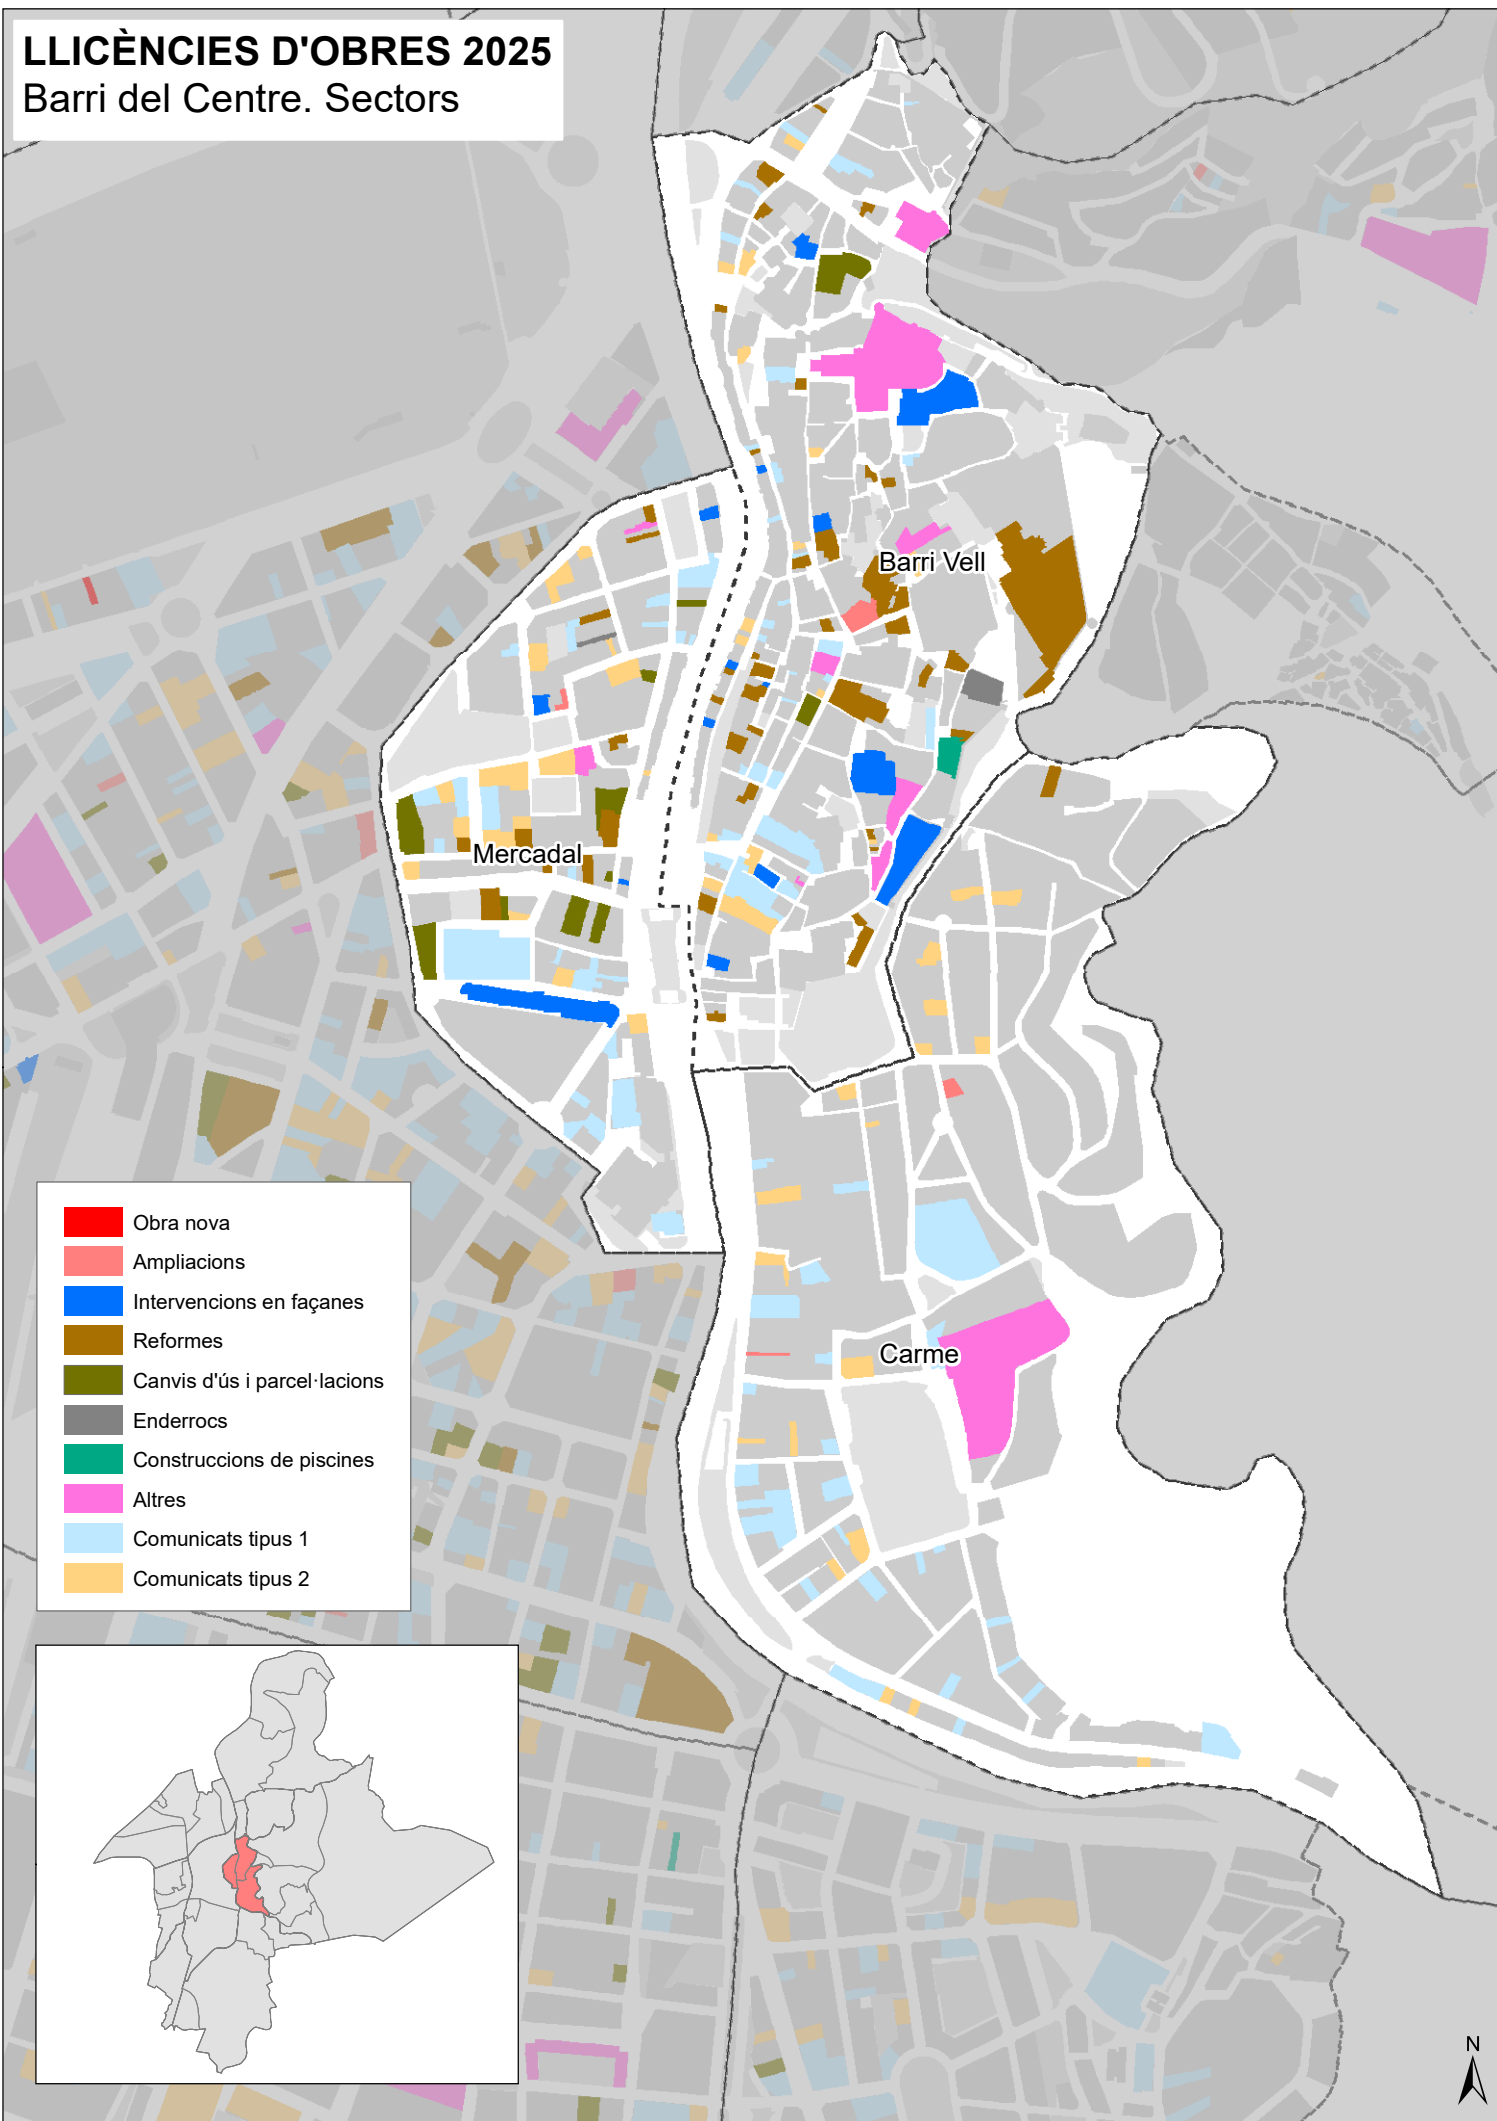 LLICÈNCIES D'OBRES 2025
Barri del Centre. Sectors
Barri Vell
Mercadal
Carme
Obra nova
Ampliacions
Intervencions en façanes
Reformes
Canvis d'ús i parcel·lacions
Enderrocs
Construccions de piscines
Altres
Comunicats tipus 1
Comunicats tipus 2
N